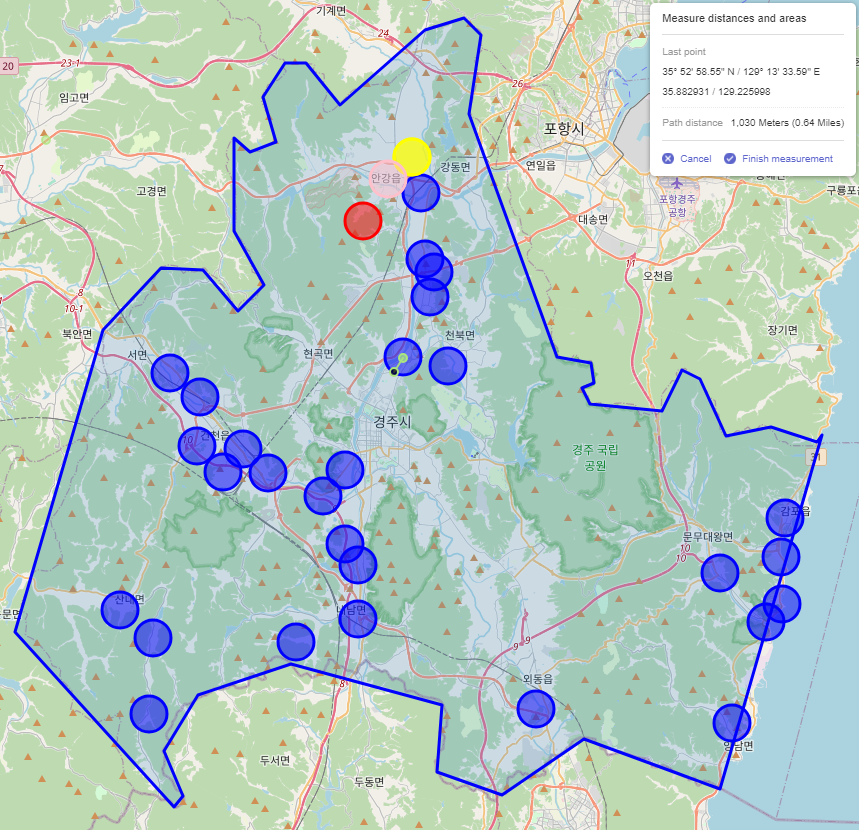 기계면
24
Measure distances and areas
Last point
35° 52' 58.55" N / 129° 13' 33.59" E
35.882931 / 129.225998
Path distance 1,030 Meters (0.64 Miles)
Cancel Finish measurement
20
23-1
26
임고면
포항시
고경면
안강읍
강동면
연일읍
구룡포읍
포항경주
공항
대송면
11
오천읍
8
10-1
북안면
장기면
서면
현곡면
천북면
경주시
10
건천읍
경주 국립
공원
31
감포읍
문무대왕면
10
10
산내면
내남면
9
9
외동읍
8
양남면
두서면
두동면